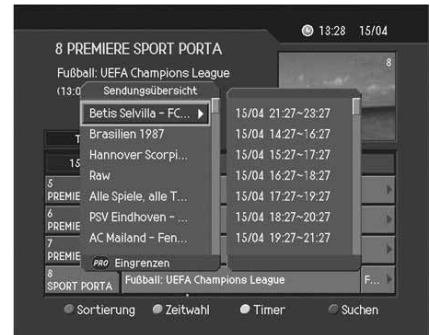 13:28 15/04
8 PREMIERE SPORT PORTA
8
Fußball: UEFA Champions League
(13:0
Sendungsübersicht
Betis Selvilla - FC... 15/04 21:27~23:27
Brasilien 1987 15/04 14:27~16:27
Hannover Scorpi... 15/04 15:27~17:27
Raw 15/04 16:27~18:27
Alle Spiele, alle T... 15/04 17:27~19:27
PSV Eindhoven - ... 15/04 18:27~20:27
AC Mailand - Fen... 15/04 19:27~21:27
PRO Eingrenzen
T
15
5
PREMIE
6
PREMIE
7
PREMIE
8
SPORT PORTA Fußball: UEFA Champions League F...
Sortierung Zeitwahl Timer Suchen